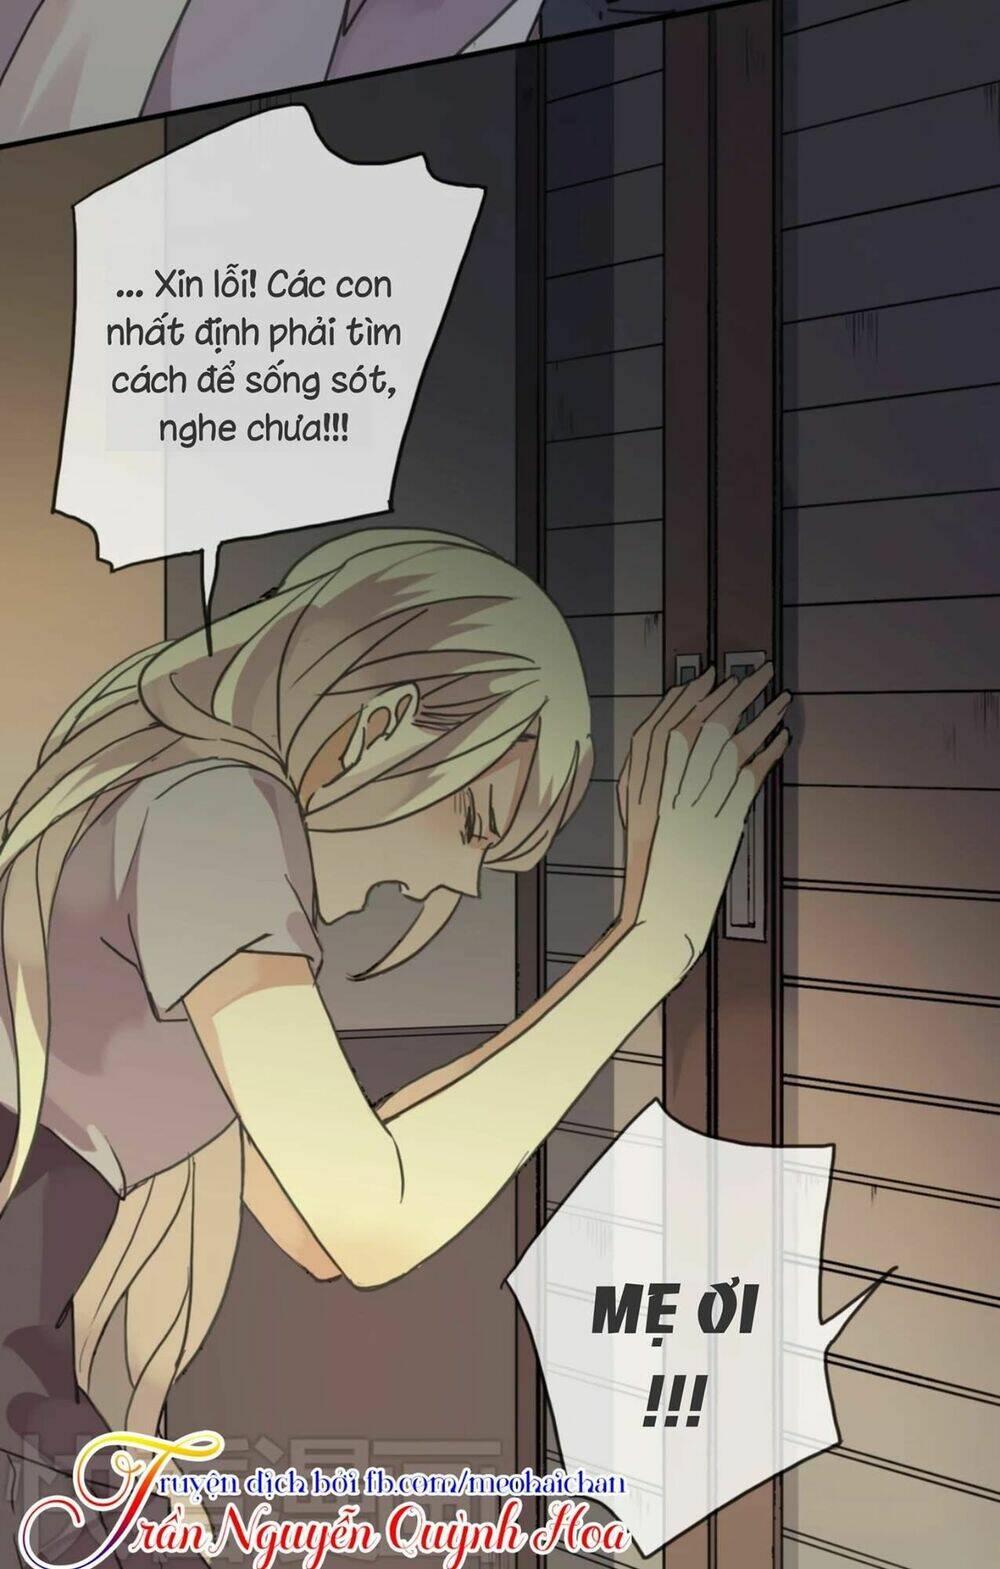 ... Xin lỗi! Các con
nhất định phải tìm
cách để sống sót,
nghe chưa!!!
MẸ ƠI
!!!
Truyện dịch bởi fb.com/meohaichan
Trần Nguyễn Quỳnh Hoa